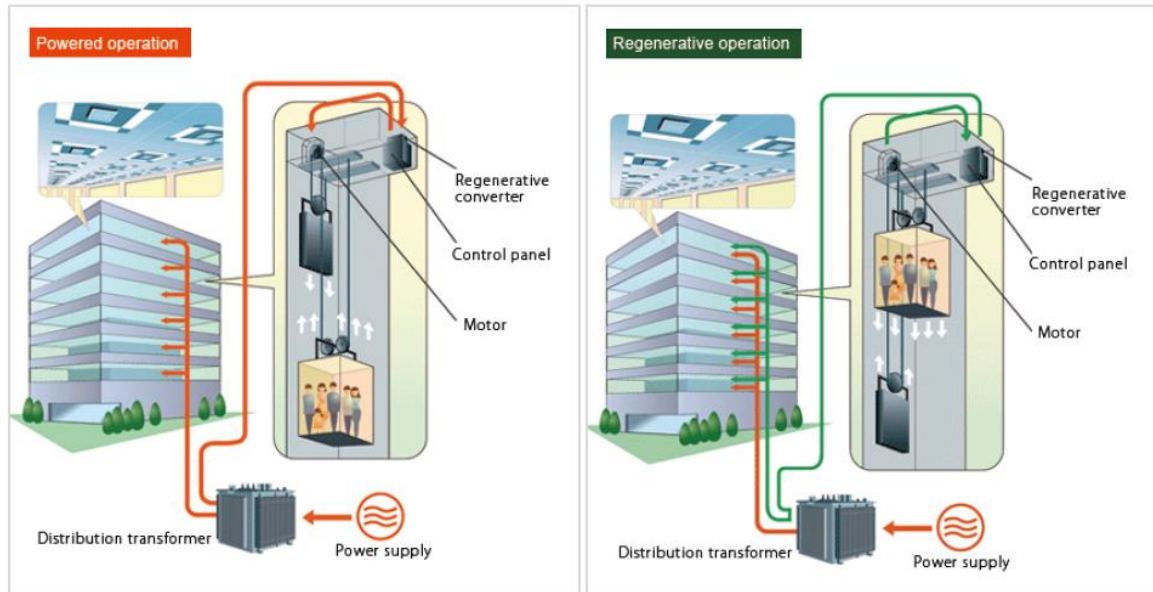 Powered operation
Regenerative
converter
Control panel
Motor
Distribution transformer
Power supply
Regenerative operation
Regenerative
converter
Control panel
Motor
Distribution transformer
Power supply